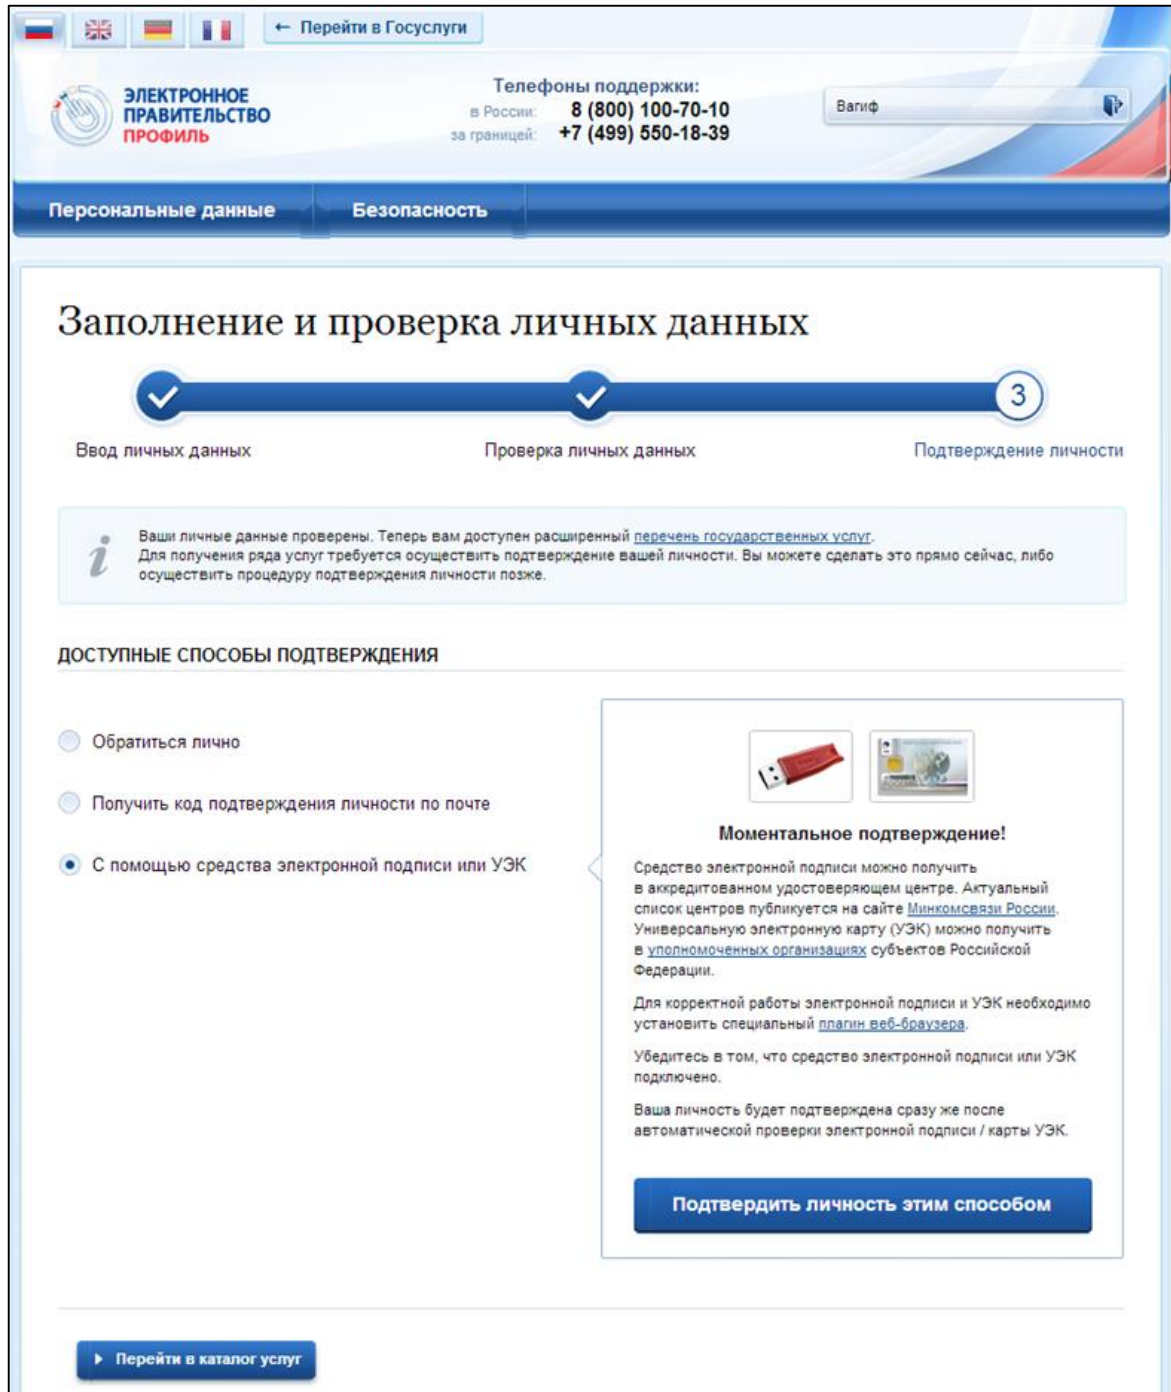 ← Перейти в Госуслуги
ЭЛЕКТРОННОЕ
ПРАВИТЕЛЬСТВО
ПРОФИЛЬ
Телефоны поддержки:
в России: 8 (800) 100-70-10
за границей: +7 (499) 550-18-39
Вагиф
Персональные данные Безопасность
Заполнение и проверка личных данных
3
Ввод личных данных Проверка личных данных Подтверждение личности
Ваши личные данные проверены. Теперь вам доступен расширенный перечень государственных услуг.
Для получения ряда услуг требуется осуществить подтверждение вашей личности. Вы можете сделать это прямо сейчас, либо
осуществить процедуру подтверждения личности позже.
ДОСТУПНЫЕ СПОСОБЫ ПОДТВЕРЖДЕНИЯ
Обратиться лично
Получить код подтверждения личности по почте
С помощью средства электронной подписи или УЭК
Моментальное подтверждение!
Средство электронной подписи можно получить
в аккредитованном удостоверяющем центре. Актуальный
список центров публикуется на сайте Минкомсвязи России.
Универсальную электронную карту (УЭК) можно получить
в уполномоченных организациях субъектов Российской
Федерации.
Для корректной работы электронной подписи и УЭК необходимо
установить специальный плагин веб-браузера.
Убедитесь в том, что средство электронной подписи или УЭК
подключено.
Ваша личность будет подтверждена сразу же после
автоматической проверки электронной подписи / карты УЭК.
Подтвердить личность этим способом
Перейти в каталог услуг